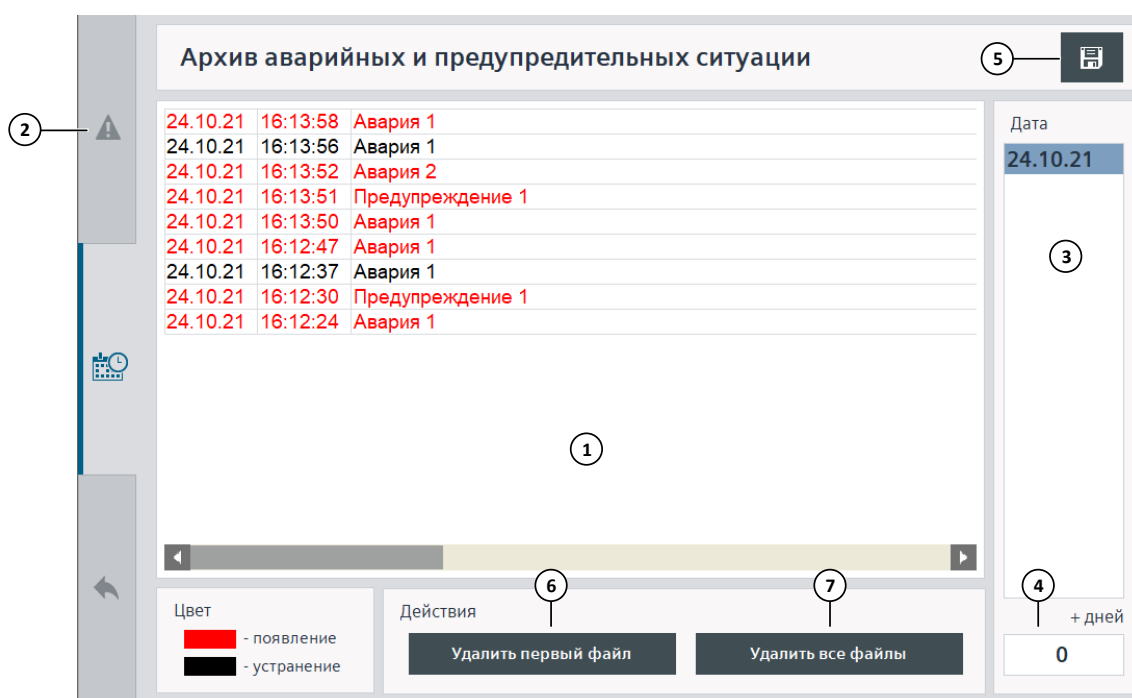 Архив аварийных и предупредительных ситуации
5
2
24.10.21 16:13:58 Авария 1
24.10.21 16:13:56 Авария 1
24.10.21 16:13:52 Авария 2
24.10.21 16:13:51 Предупреждение 1
24.10.21 16:13:50 Авария 1
24.10.21 16:12:47 Авария 1
24.10.21 16:12:37 Авария 1
24.10.21 16:12:30 Предупреждение 1
24.10.21 16:12:24 Авария 1
1
Дата
24.10.21
3
4
+ дней
0
Цвет
- появление
- устранение
Действия
6
7
Удалить первый файл
Удалить все файлы